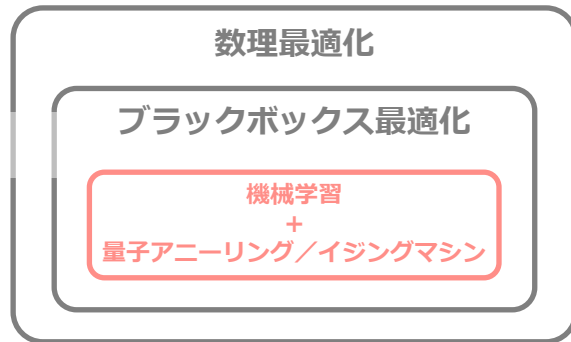 数理最適化
ブラックボックス最適化
機械学習
+
量子アニーリング／イジングマシン